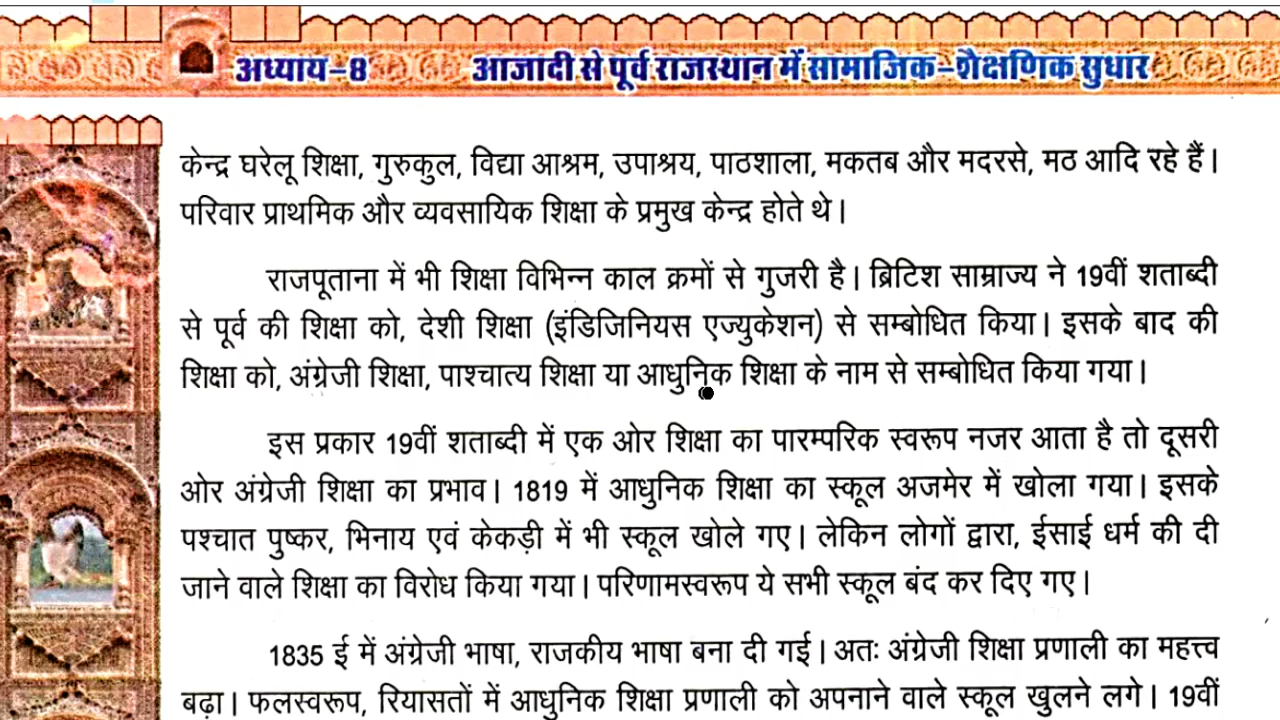 अध्याय-8 आजादी से पूर्व राजस्थान में सामाजिक-शैक्षणिक सुधार
केन्द्र घरेलू शिक्षा, गुरुकुल, विद्या आश्रम, उपाश्रय, पाठशाला, मकतब और मदरसे, मठ आदि रहे हैं।
परिवार प्राथमिक और व्यवसायिक शिक्षा के प्रमुख केन्द्र होते थे।
राजपूताना में भी शिक्षा विभिन्न काल क्रमों से गुजरी है। ब्रिटिश साम्राज्य ने 19वीं शताब्दी
से पूर्व की शिक्षा को, देशी शिक्षा (इंडिजिनियस एज्युकेशन) से सम्बोधित किया। इसके बाद की
शिक्षा को, अंग्रेजी शिक्षा, पाश्चात्य शिक्षा या आधुनिक शिक्षा के नाम से सम्बोधित किया गया।
इस प्रकार 19वीं शताब्दी में एक ओर शिक्षा का पारम्परिक स्वरूप नजर आता है तो दूसरी
ओर अंग्रेजी शिक्षा का प्रभाव। 1819 में आधुनिक शिक्षा का स्कूल अजमेर में खोला गया। इसके
पश्चात पुष्कर, भिनाय एवं केकड़ी में भी स्कूल खोले गए। लेकिन लोगों द्वारा, ईसाई धर्म की दी
जाने वाले शिक्षा का विरोध किया गया। परिणामस्वरूप ये सभी स्कूल बंद कर दिए गए।
1835 ई में अंग्रेजी भाषा, राजकीय भाषा बना दी गई। अतः अंग्रेजी शिक्षा प्रणाली का महत्त्व
बढ़ा। फलस्वरूप, रियासतों में आधुनिक शिक्षा प्रणाली को अपनाने वाले स्कूल खुलने लगे। 19वीं